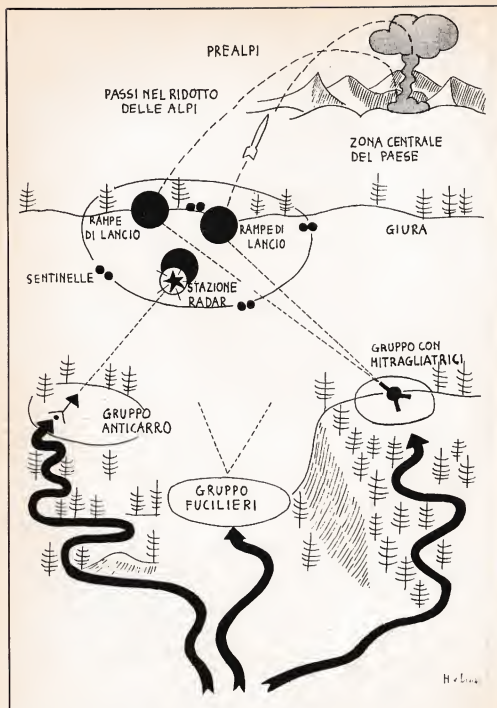 PREALPI
PASSI NEL RIDOTTO
DELLE ALPI
ZONA CENTRALE
DEL PAESE
RAMPE
DI LANCIO
RAMPE DI
LANCIO
GIURA
SENTINELLE
STAZIONE
RADAR
GRUPPO CON
MITRAGLIATRICI
GRUPPO
ANTICARRO
GRUPPO
FUCILIERI